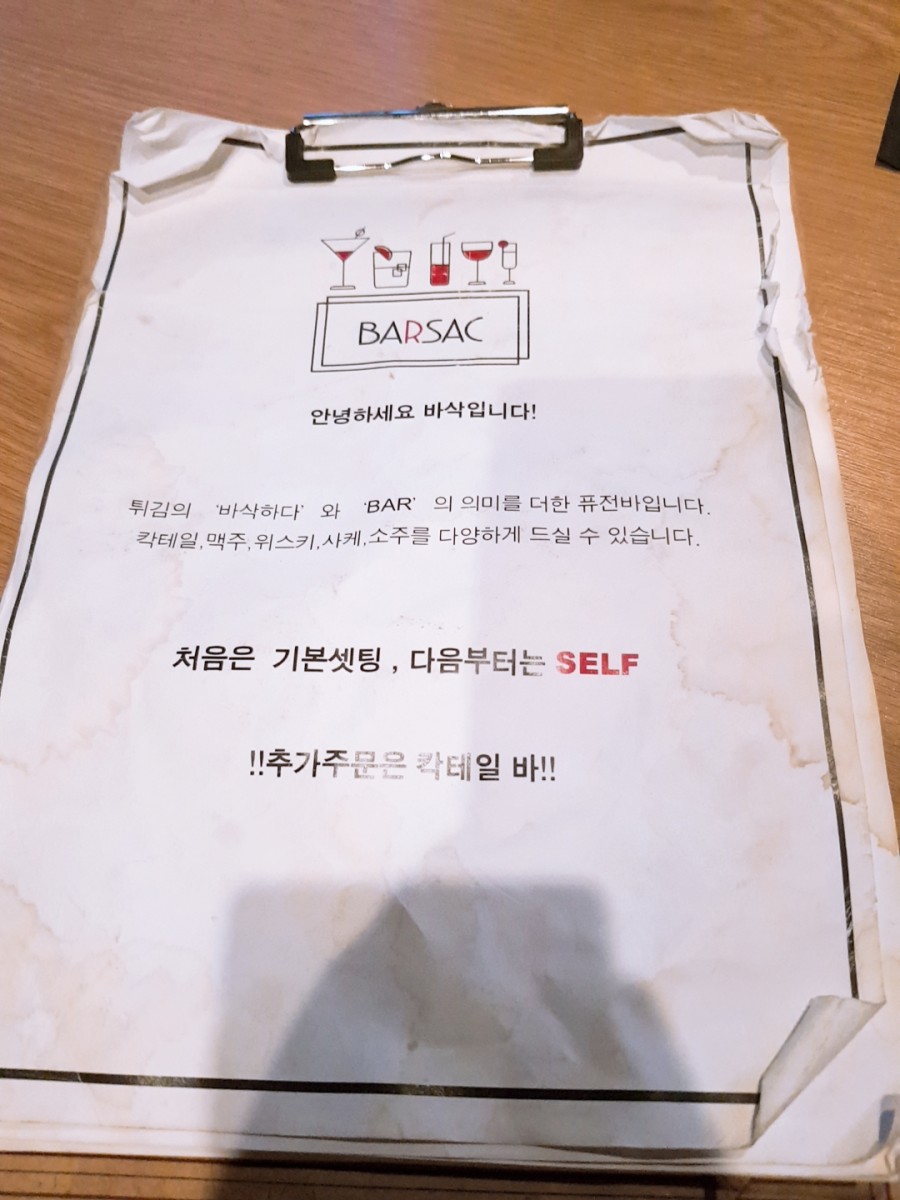 BARSAC
안녕하세요 바삭입니다!
튀김의 '바삭하다' 와 'BAR' 의 의미를 더한 퓨전바입니다.
칵테일,맥주,위스키,사케,소주를 다양하게 드실 수 있습니다.
처음은 기본셋팅 , 다음부터는 SELF
!!추가주문은 칵테일 바!!